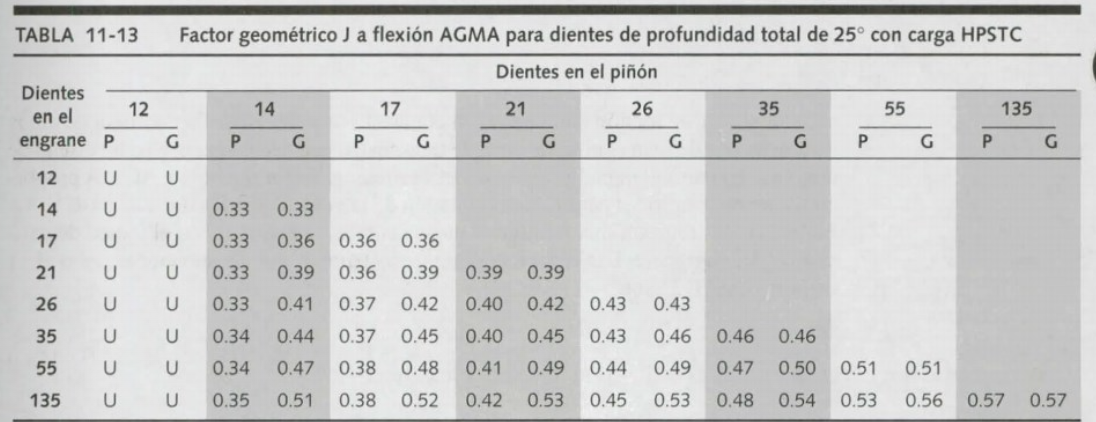 TABLA 11-13 Factor geométrico J a flexión AGMA para dientes de profundidad total de 25° con carga HPSTC
Dientes en el piñón
Dientes
en el
engrane
12 14 17 21 26 35 55 135
P G P G P G P G P G P G P G P G
12 U U
14 U U 0.33 0.33
17 U U 0.33 0.36 0.36 0.36
21 U U 0.33 0.39 0.36 0.39 0.39 0.39
26 U U 0.33 0.41 0.37 0.42 0.40 0.42 0.43 0.43
35 U U 0.34 0.44 0.37 0.45 0.40 0.45 0.43 0.46 0.46 0.46
55 U U 0.34 0.47 0.38 0.48 0.41 0.49 0.44 0.49 0.47 0.50 0.51 0.51
135 U U 0.35 0.51 0.38 0.52 0.42 0.53 0.45 0.53 0.48 0.54 0.53 0.56 0.57 0.57